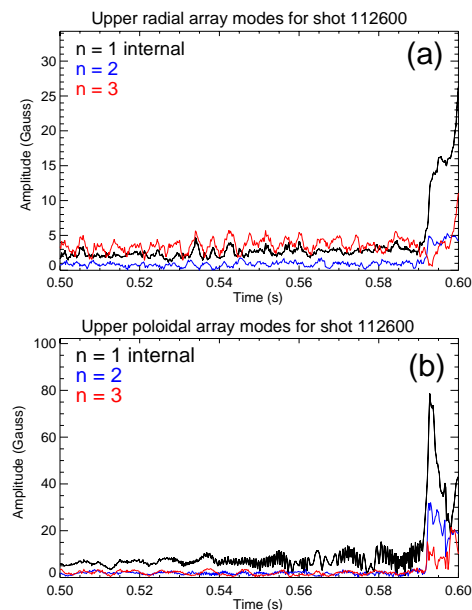 Upper radial array modes for shot 112600
n = 1 internal
n = 2
n = 3
(a)
Amplitude (Gauss)
30
25
20
15
10
5
0
0.50 0.52 0.54 0.56 0.58 0.60
Time (s)
Upper poloidal array modes for shot 112600
n = 1 internal
n = 2
n = 3
(b)
Amplitude (Gauss)
100
80
60
40
20
0
0.50 0.52 0.54 0.56 0.58 0.60
Time (s)